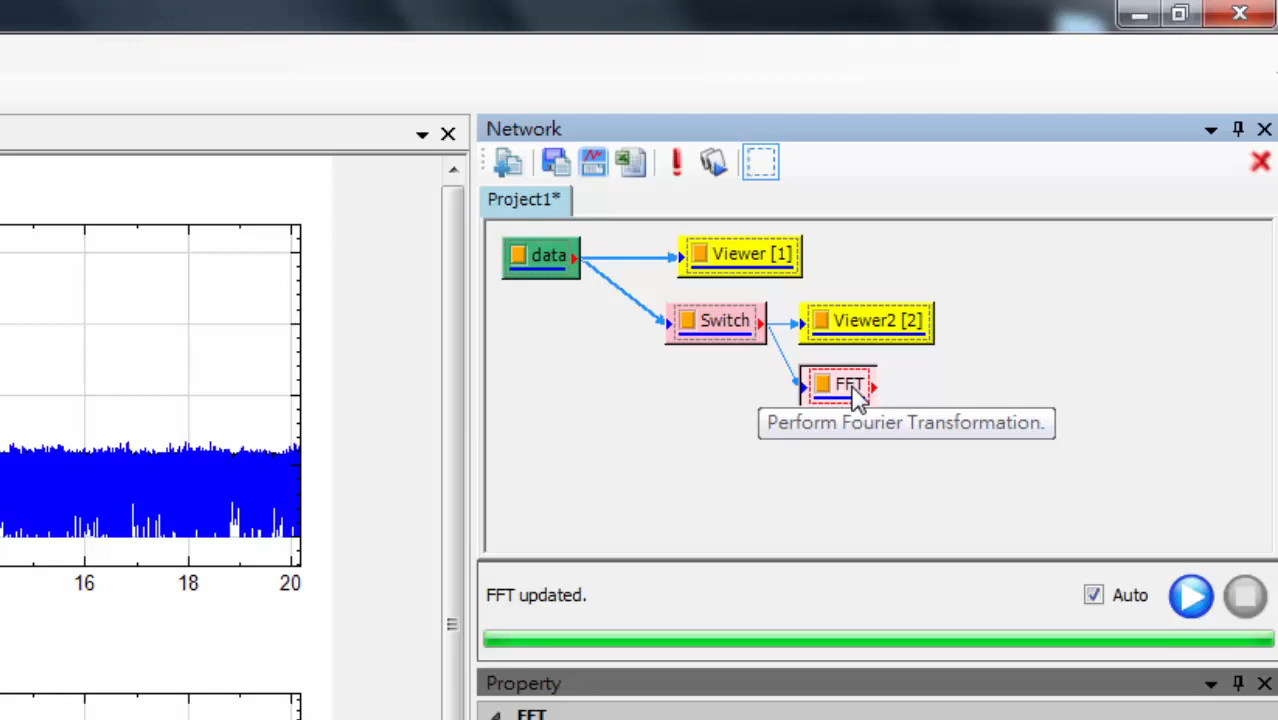 Network
Project1*
data
Viewer [1]
Switch
Viewer2 [2]
FFT
Perform Fourier Transformation.
16 18 20
FFT updated.
Auto
Property
FFT